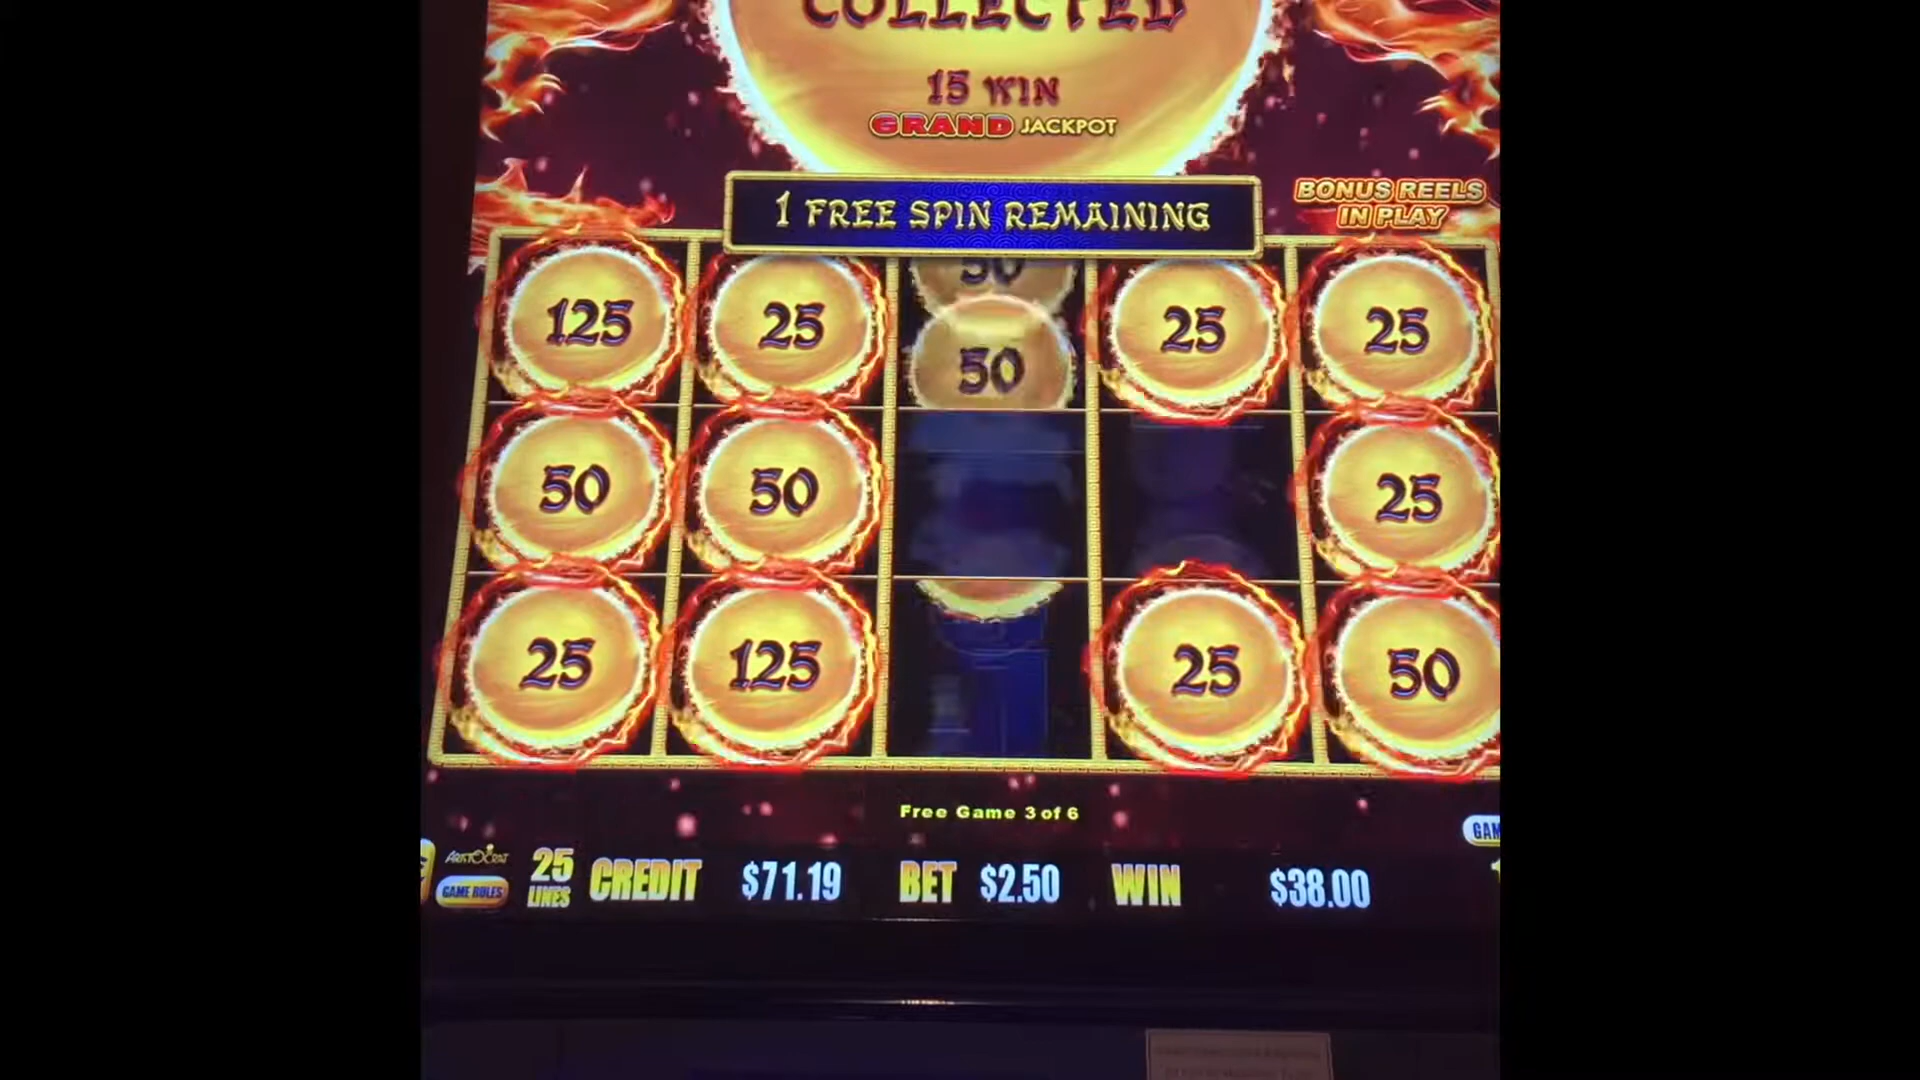 COLLECTED
15 WIN
GRAND JACKPOT
1 FREE SPIN REMAINING
BONUS REELS
IN PLAY
50
125 25 50 25 25
50 50 25
25 125 25 50
Free Game 3 of 6
ARISTOCRAT
GAME RULES
25
LINES
CREDIT $71.19 BET $2.50 WIN $38.00